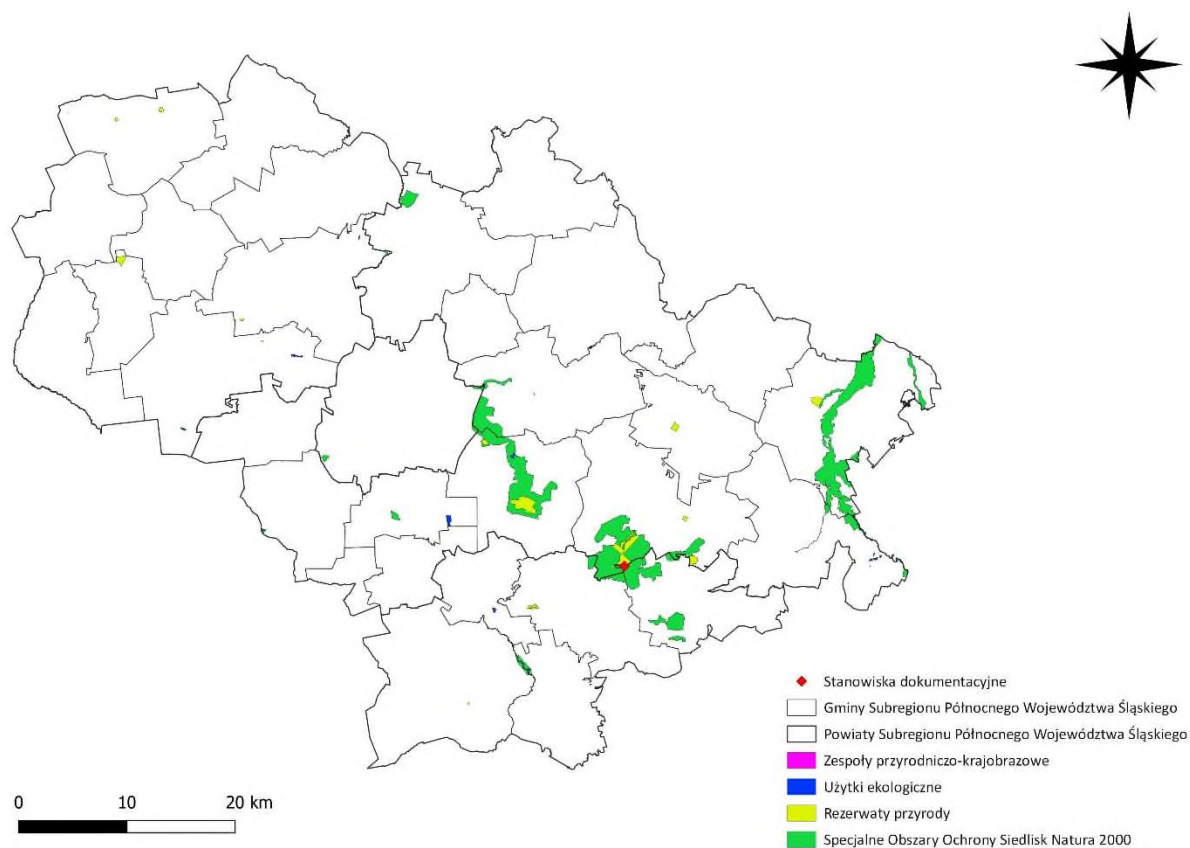 Stanowiska dokumentacyjne
Gminy Subregionu Północnego Województwa Śląskiego
Powiaty Subregionu Północnego Województwa Śląskiego
Zespoły przyrodniczo-krajobrazowe
Użytki ekologiczne
Rezerwaty przyrody
Specjalne Obszary Ochrony Siedlisk Natura 2000
0 10 20 km